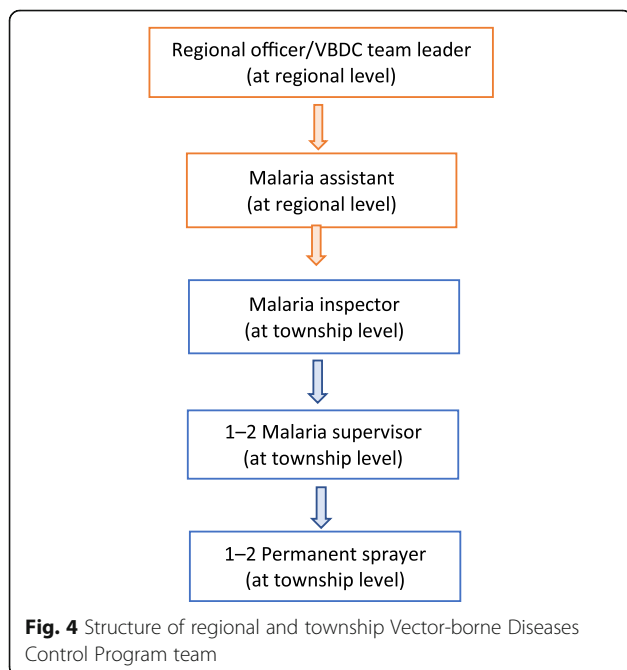 Regional officer/VBDC team leader
(at regional level)
Malaria assistant
(at regional level)
Malaria inspector
(at township level)
1–2 Malaria supervisor
(at township level)
1–2 Permanent sprayer
(at township level)
Fig. 4 Structure of regional and township Vector-borne Diseases
Control Program team